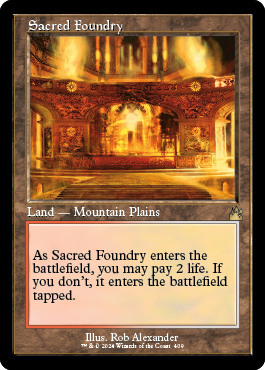 Sacred Foundry
Land — Mountain Plains
As Sacred Foundry enters the
battlefield, you may pay 2 life. If
you don't, it enters the battlefield
tapped.
Illus. Rob Alexander
™ & © 2024 Wizards of the Coast 409